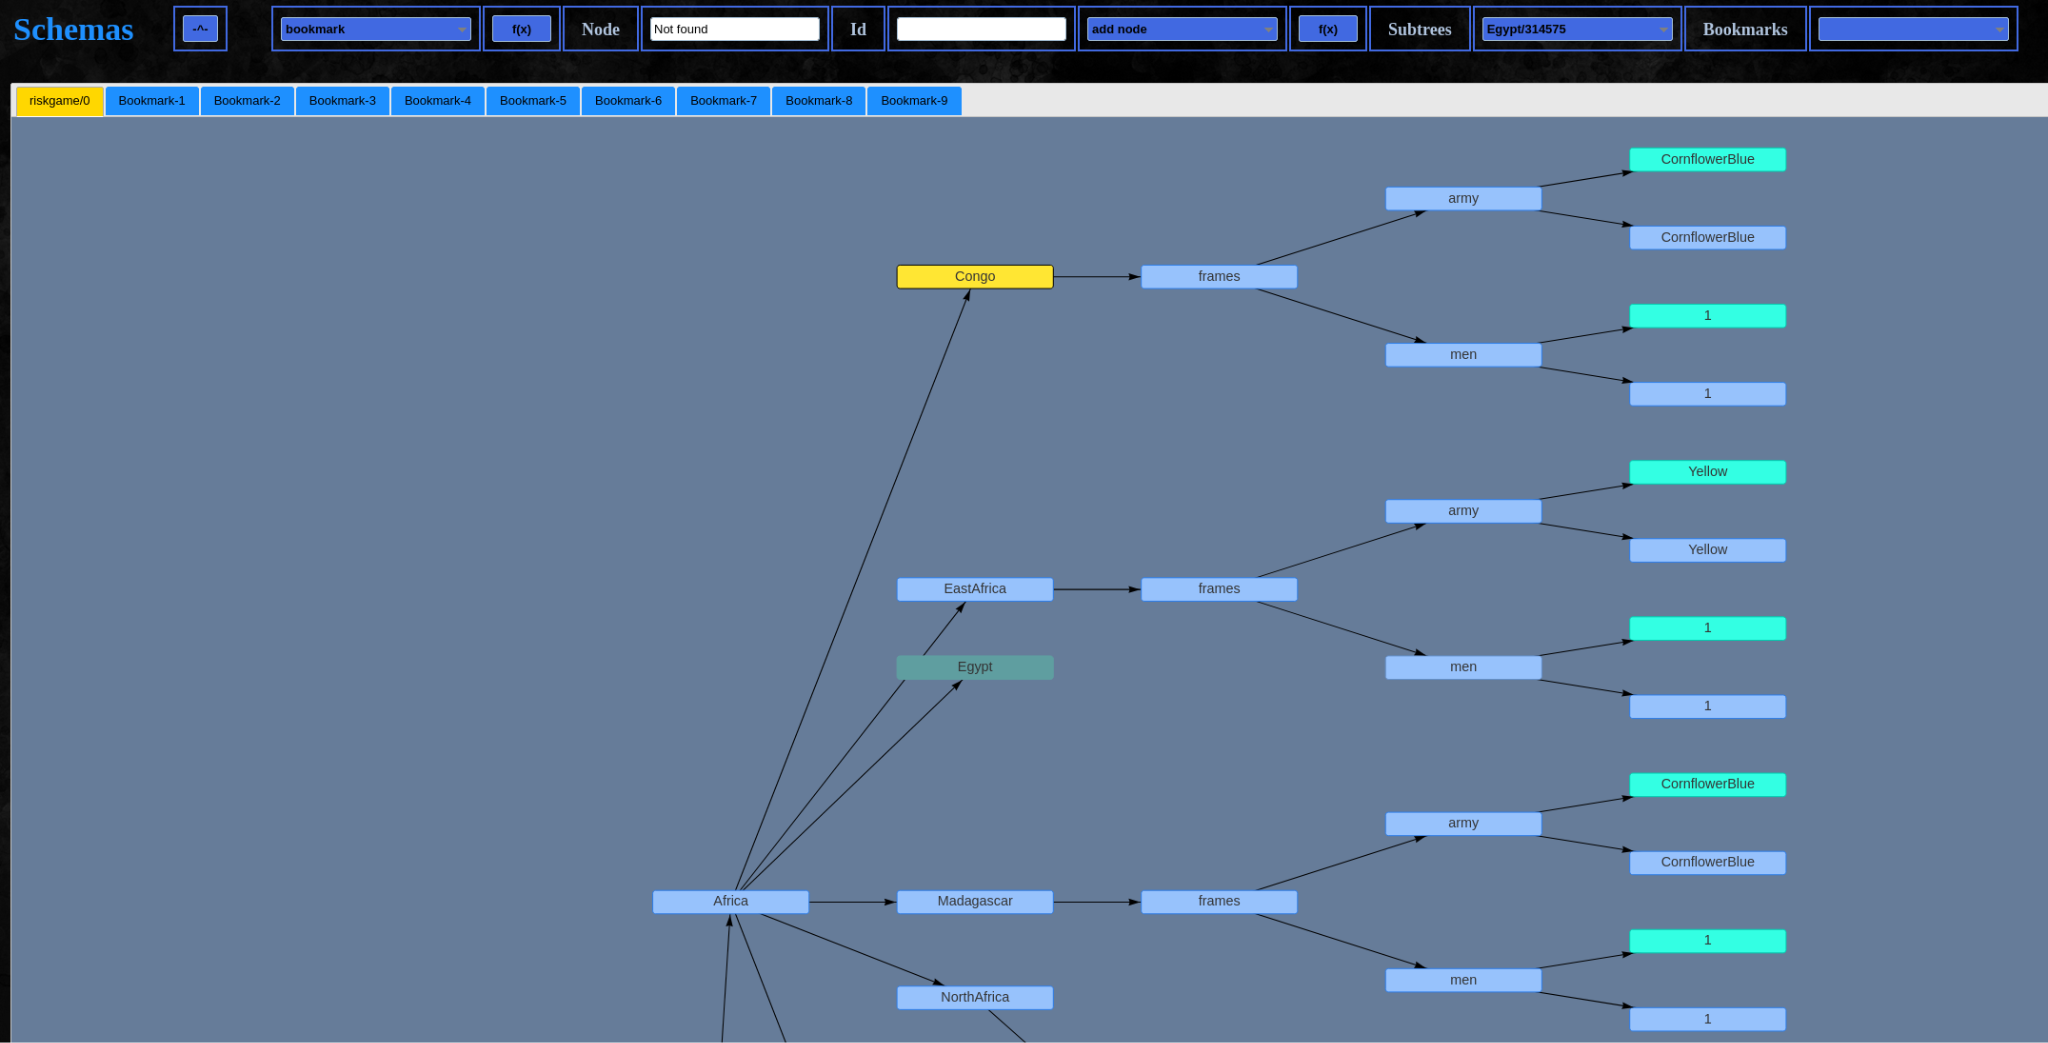 Schemas -^- bookmark f(x) Node Not found Id add node f(x) Subtrees Egypt/314575 Bookmarks
riskgame/0 Bookmark-1 Bookmark-2 Bookmark-3 Bookmark-4 Bookmark-5 Bookmark-6 Bookmark-7 Bookmark-8 Bookmark-9
CornflowerBlue
army
CornflowerBlue
Congo frames
1
men
1
Yellow
army
Yellow
EastAfrica frames
1
Egypt men
1
CornflowerBlue
army
CornflowerBlue
Africa Madagascar frames
1
men
NorthAfrica
1